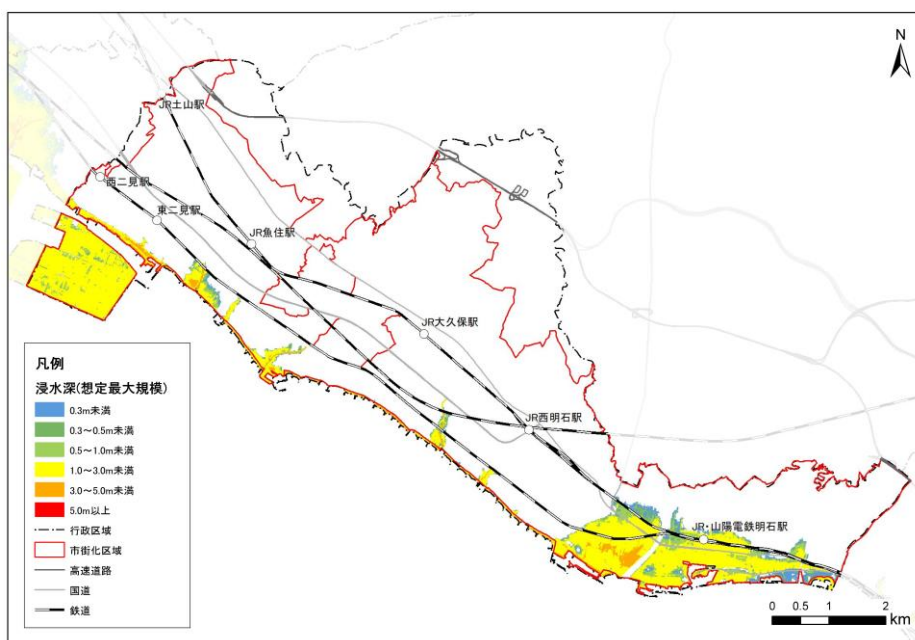 N
JR土山駅
西二見駅
東二見駅
JR魚住駅
JR大久保駅
JR西明石駅
JR・山陽電鉄明石駅
凡例
浸水深(想定最大規模)
0.3m未満
0.3～0.5m未満
0.5～1.0m未満
1.0～3.0m未満
3.0～5.0m未満
5.0m以上
行政区域
市街化区域
高速道路
国道
鉄道
0 0.5 1 2
km